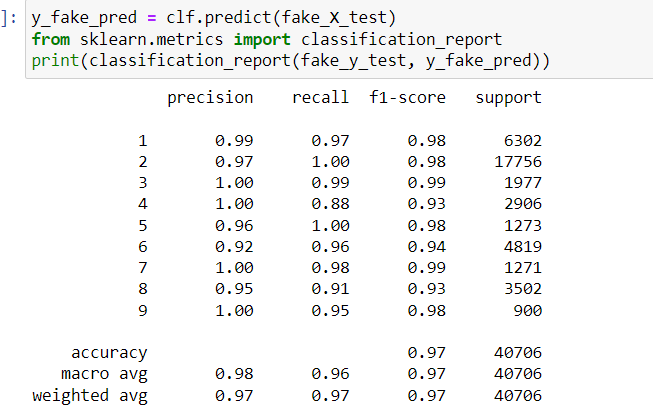 ]: y_fake_pred = clf.predict(fake_X_test)
from sklearn.metrics import classification_report
print(classification_report(fake_y_test, y_fake_pred))
precision recall f1-score support
1 0.99 0.97 0.98 6302
2 0.97 1.00 0.98 17756
3 1.00 0.99 0.99 1977
4 1.00 0.88 0.93 2906
5 0.96 1.00 0.98 1273
6 0.92 0.96 0.94 4819
7 1.00 0.98 0.99 1271
8 0.95 0.91 0.93 3502
9 1.00 0.95 0.98 900
accuracy 0.97 40706
macro avg 0.98 0.96 0.97 40706
weighted avg 0.97 0.97 0.97 40706